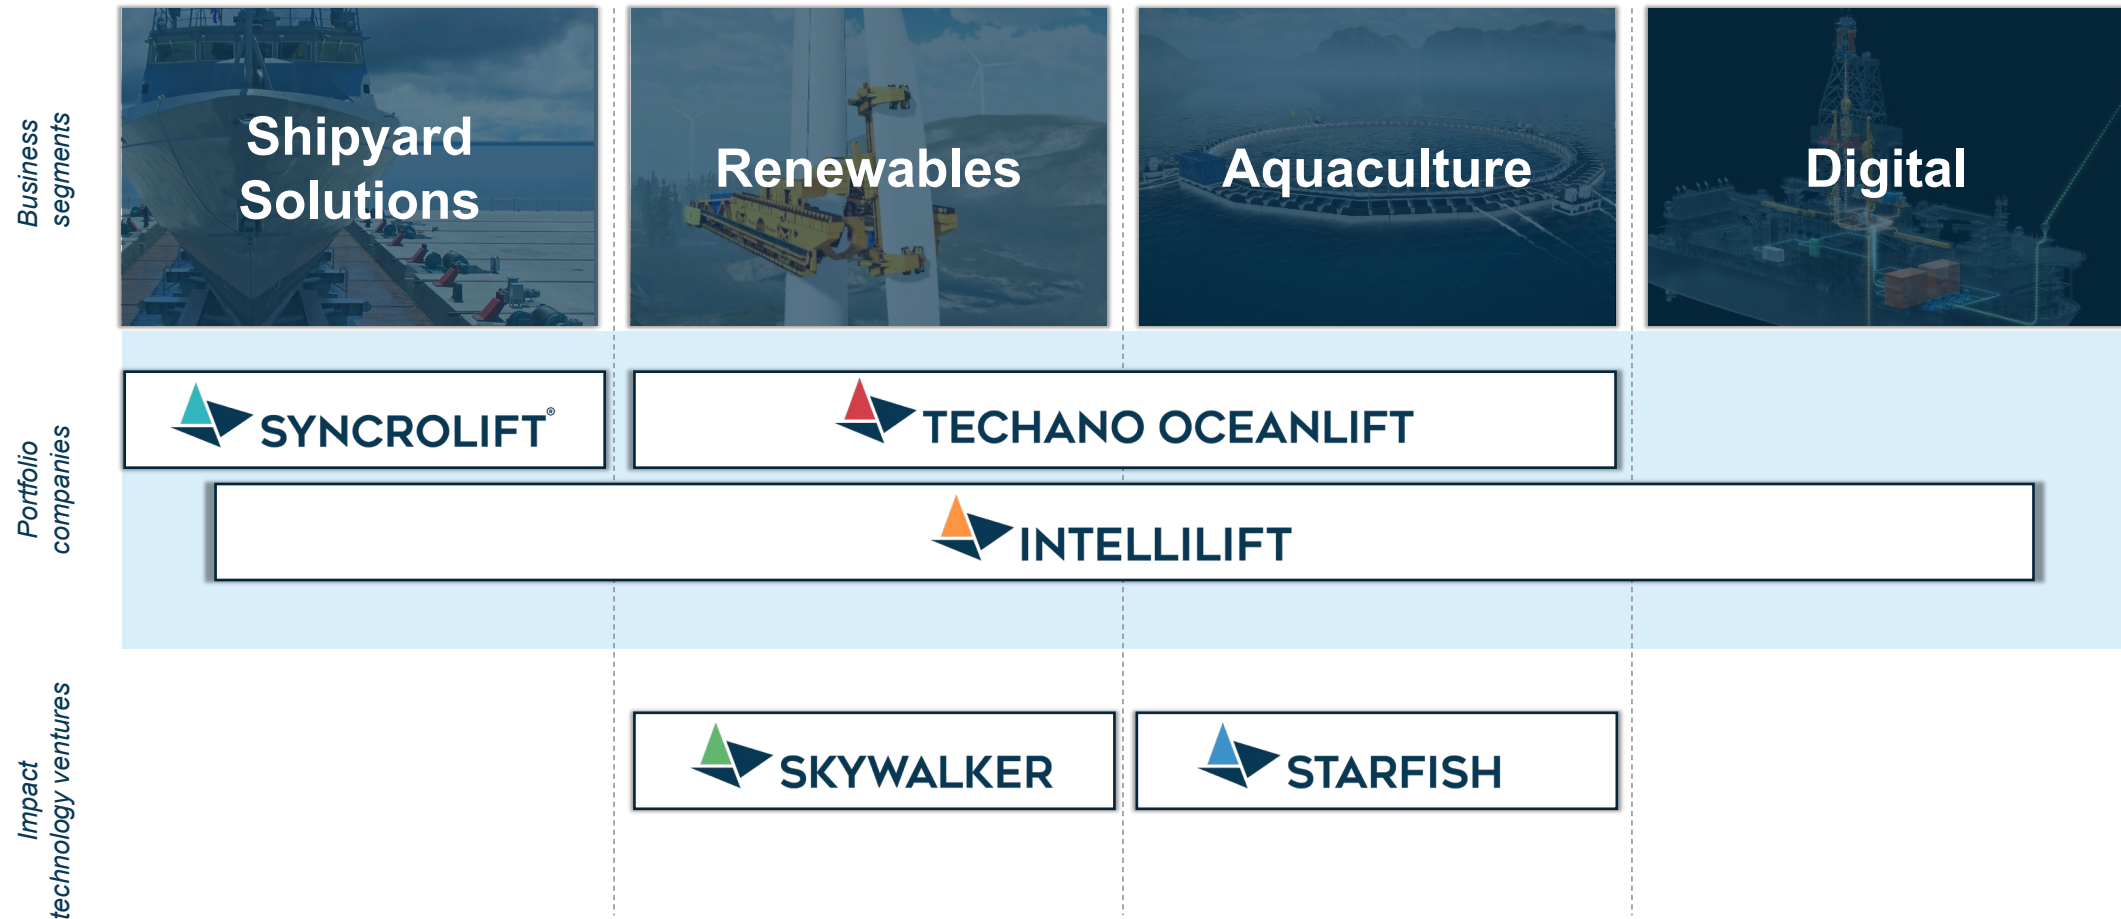 Business
segments
Shipyard
Solutions
Renewables
Aquaculture
Digital
Portfolio
companies
SYNCROLIFT®
TECHANO OCEANLIFT
INTELLILIFT
Impact
technology ventures
SKYWALKER
STARFISH